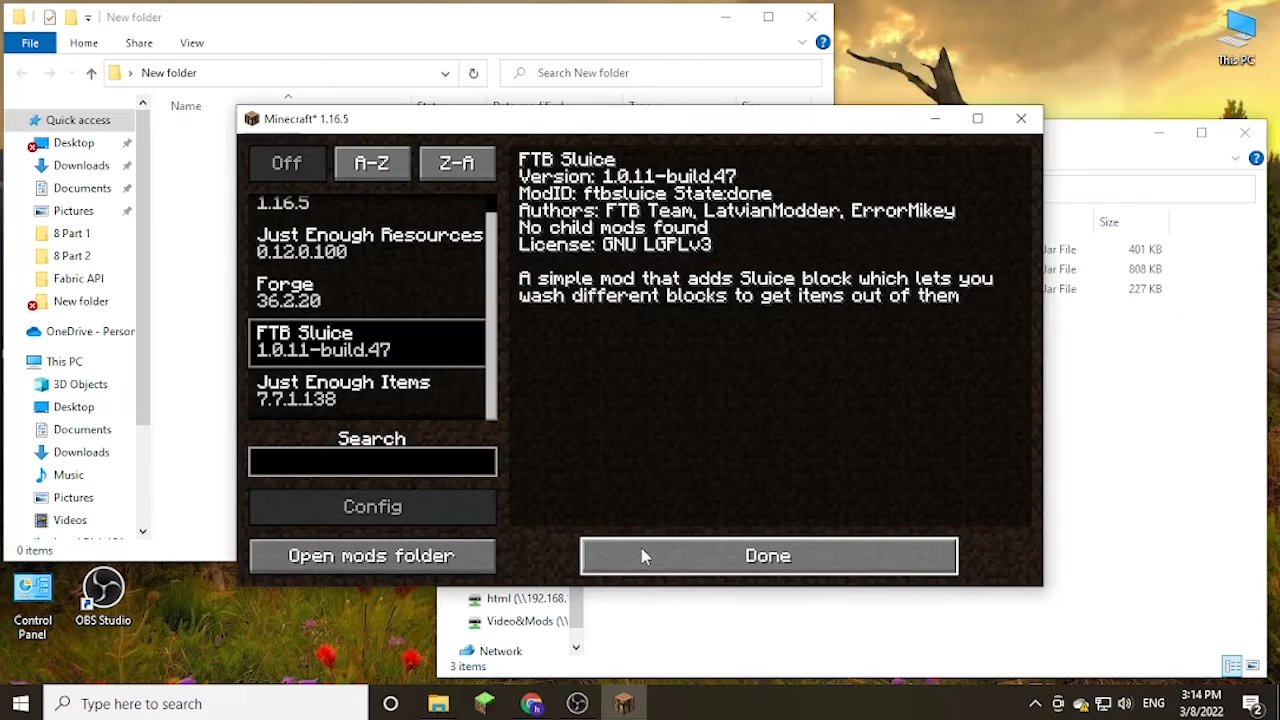 New folder
File
Home
Share
View
New folder
Search New folder
Name
Quick access
Desktop
Downloads
Documents
Pictures
8 Part 1
8 Part 2
Fabric API
New folder
OneDrive - Person
This PC
3D Objects
Desktop
Documents
Downloads
Music
Pictures
Videos
0 items
Minecraft* 1.16.5
Off
A-Z
Z-A
1.16.5
Just Enough Resources
0.12.0.100
Forge
36.2.20
FTB Sluice
1.0.11-build.47
Just Enough Items
7.7.1.138
Search
Config
Open mods folder
FTB Sluice
Version: 1.0.11-build.47
ModID: ftbsluice State:done
Authors: FTB Team, LatvianModder, ErrorMikey
No child mods found
License: GNU LGPLv3
A simple mod that adds Sluice block which lets you
wash different blocks to get items out of them
Done
This PC
Size
Jar File 401 KB
Jar File 808 KB
Jar File 227 KB
html (\\192.168.
Video&Mods (\\
Network
3 items
Control
Panel
OBS Studio
Type here to search
ENG
3:14 PM
3/8/2022
2